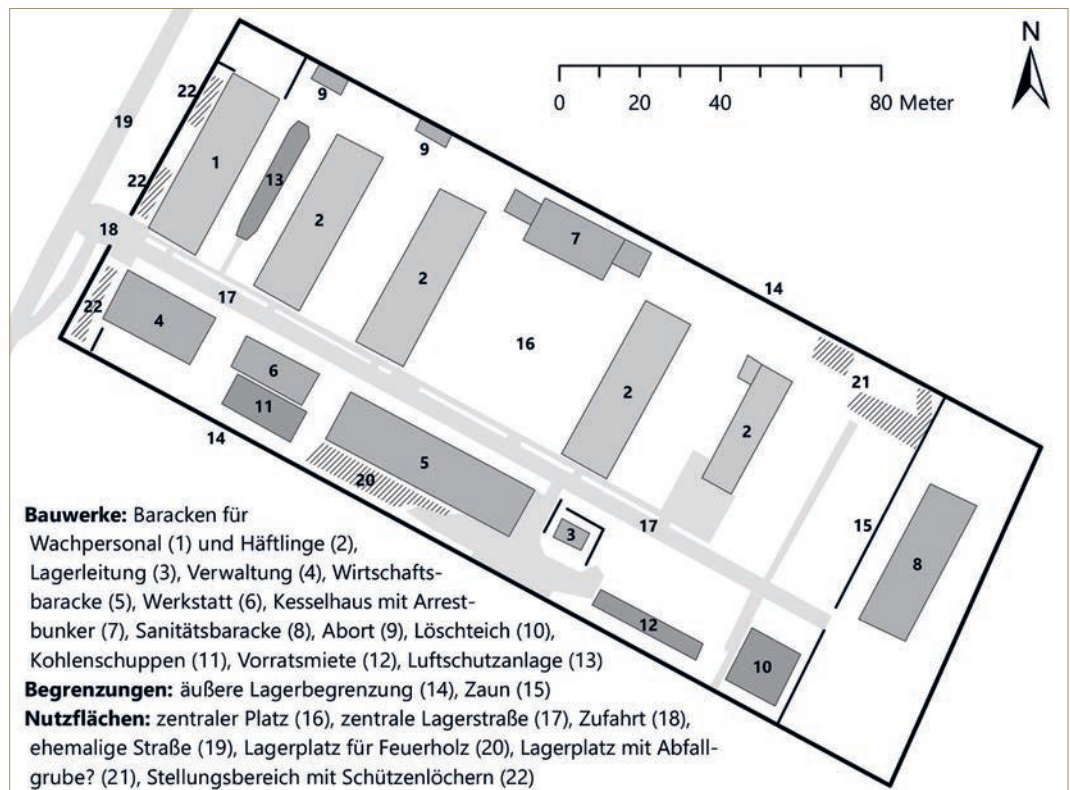 N
0 20 40 80 Meter
22
9
19
1
9
22
13
2
18
2
7
14
17
22
4
16
6
2
21
11
2
14
5
20
17
15
3
8
12
10
Bauwerke: Baracken für
Wachpersonal (1) und Häftlinge (2),
Lagerleitung (3), Verwaltung (4), Wirtschafts-
baracke (5), Werkstatt (6), Kesselhaus mit Arrest-
bunker (7), Sanitätsbaracke (8), Abort (9), Löschteich (10),
Kohlenschuppen (11), Vorratsmiete (12), Luftschutzanlage (13)
Begrenzungen: äußere Lagerbegrenzung (14), Zaun (15)
Nutzflächen: zentraler Platz (16), zentrale Lagerstraße (17), Zufahrt (18),
ehemalige Straße (19), Lagerplatz für Feuerholz (20), Lagerplatz mit Abfall-
grube? (21), Stellungsbereich mit Schützenlöchern (22)